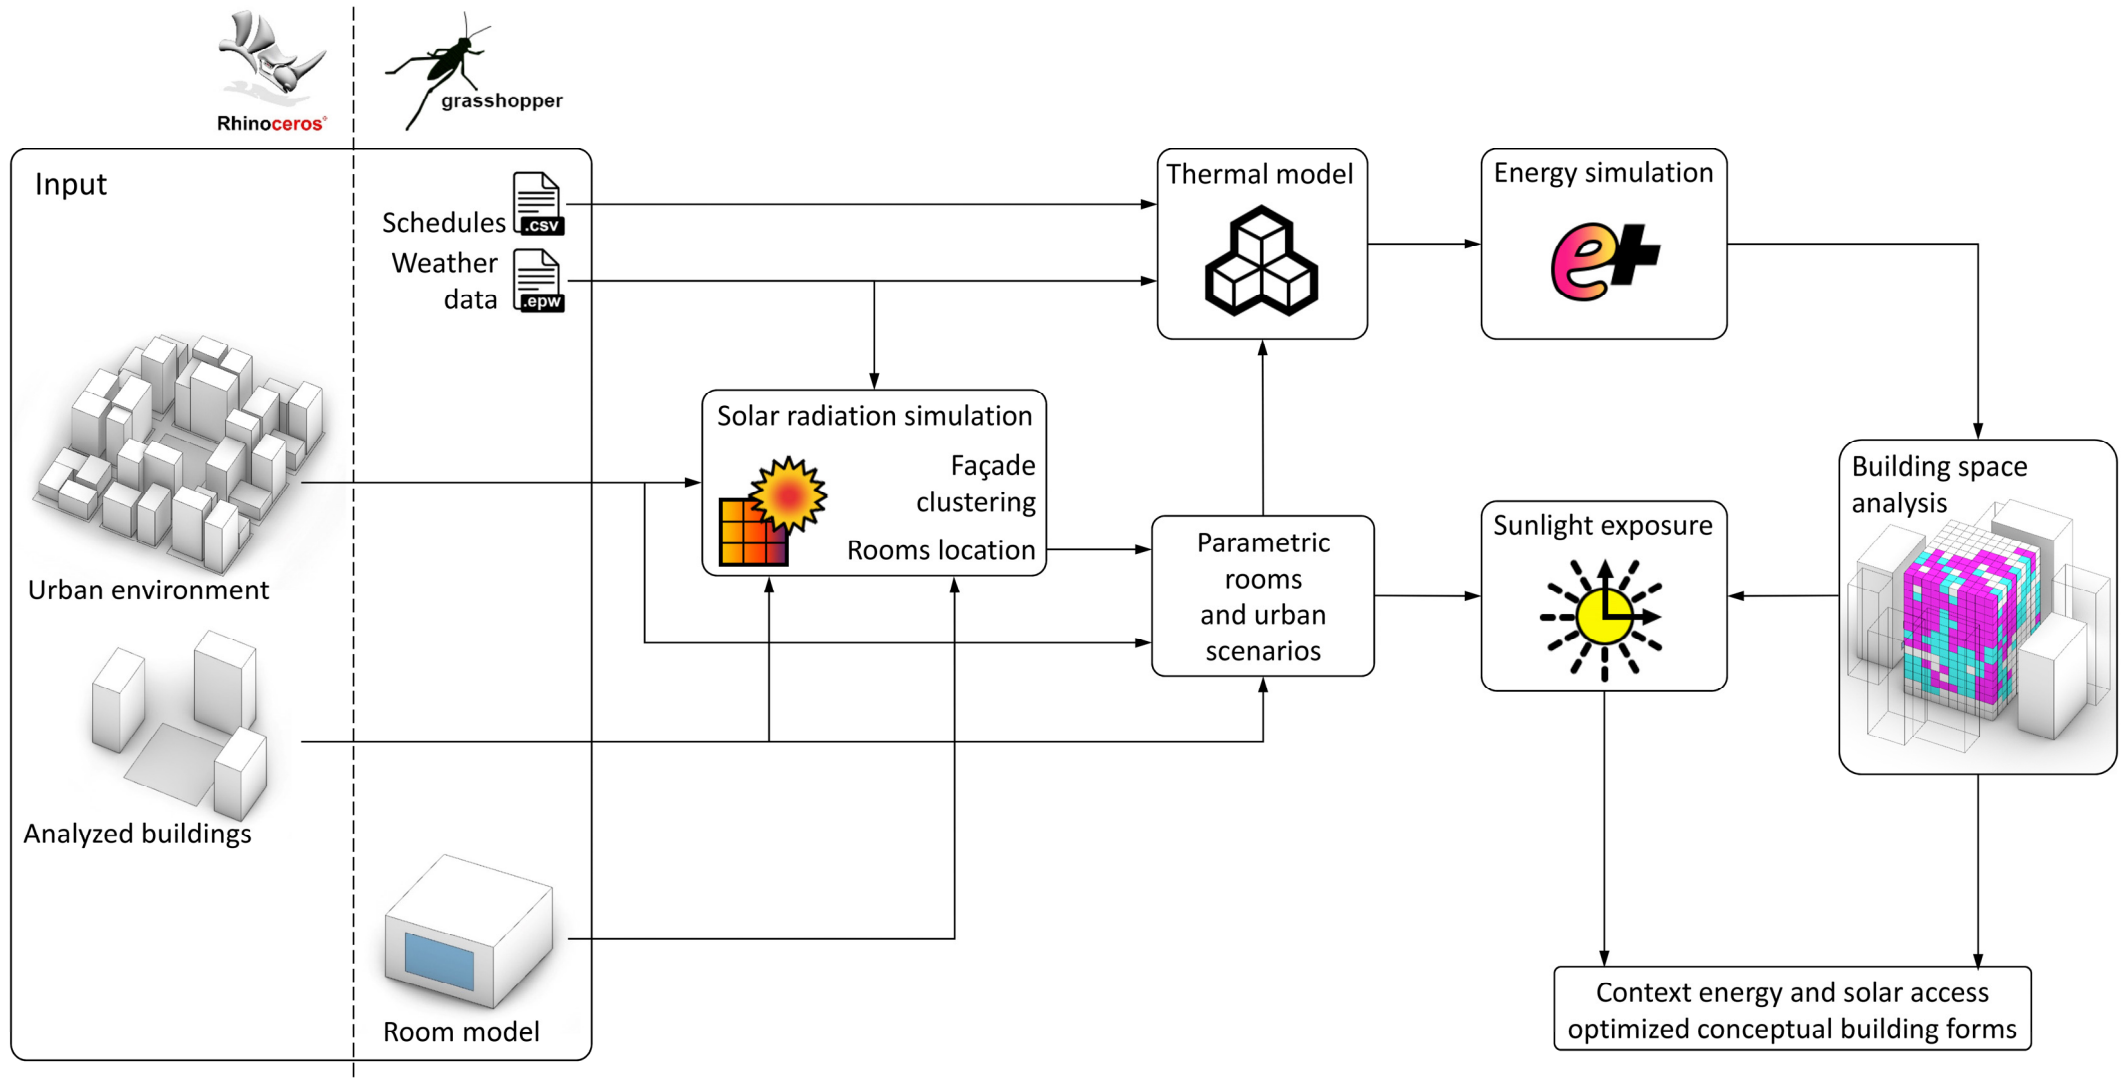 Rhinoceros
grasshopper
Input
Schedules
.csv
Weather
data
.epw
Urban environment
Analyzed buildings
Room model
Solar radiation simulation
Façade
clustering
Rooms location
Thermal model
Parametric
rooms
and urban
scenarios
Energy simulation
e+
Sunlight exposure
Building space
analysis
Context energy and solar access
optimized conceptual building forms